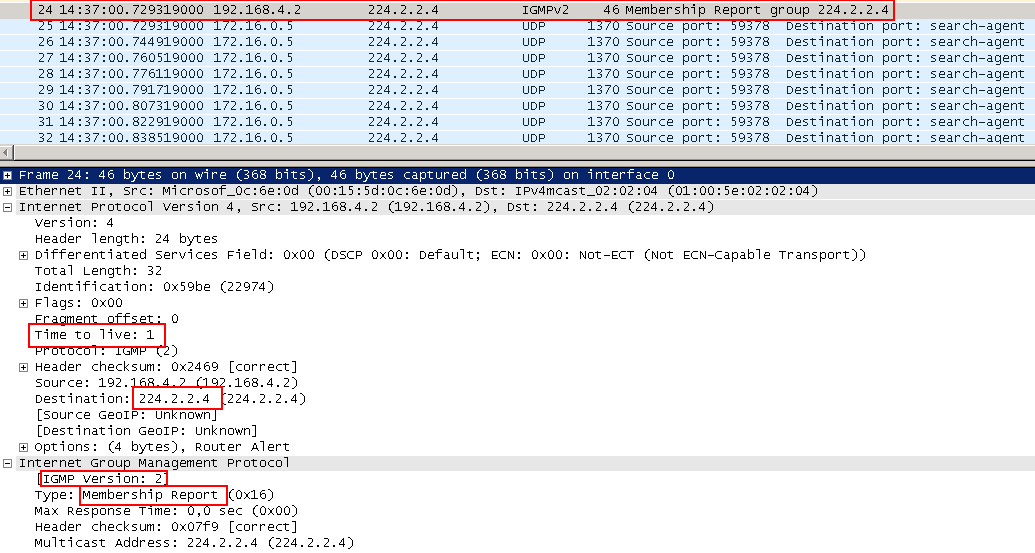 24 14:37:00.729319000 192.168.4.2 224.2.2.4 IGMPv2 46 Membership Report group 224.2.2.4
25 14:37:00.729319000 172.16.0.5 224.2.2.4 UDP 1370 Source port: 59378 Destination port: search-agent
26 14:37:00.744919000 172.16.0.5 224.2.2.4 UDP 1370 Source port: 59378 Destination port: search-agent
27 14:37:00.760519000 172.16.0.5 224.2.2.4 UDP 1370 Source port: 59378 Destination port: search-agent
28 14:37:00.776119000 172.16.0.5 224.2.2.4 UDP 1370 Source port: 59378 Destination port: search-agent
29 14:37:00.791719000 172.16.0.5 224.2.2.4 UDP 1370 Source port: 59378 Destination port: search-agent
30 14:37:00.807319000 172.16.0.5 224.2.2.4 UDP 1370 Source port: 59378 Destination port: search-agent
31 14:37:00.822919000 172.16.0.5 224.2.2.4 UDP 1370 Source port: 59378 Destination port: search-agent
32 14:37:00.838519000 172.16.0.5 224.2.2.4 UDP 1370 Source port: 59378 Destination port: search-agent
Frame 24: 46 bytes on wire (368 bits), 46 bytes captured (368 bits) on interface 0
Ethernet II, Src: Microsof_0c:6e:0d (00:15:5d:0c:6e:0d), Dst: IPv4mcast_02:02:04 (01:00:5e:02:02:04)
Internet Protocol Version 4, Src: 192.168.4.2 (192.168.4.2), Dst: 224.2.2.4 (224.2.2.4)
Version: 4
Header length: 24 bytes
Differentiated Services Field: 0x00 (DSCP 0x00: Default; ECN: 0x00: Not-ECT (Not ECN-Capable Transport))
Total Length: 32
Identification: 0x59be (22974)
Flags: 0x00
Fragment offset: 0
Time to live: 1
Protocol: IGMP (2)
Header checksum: 0x2469 [correct]
Source: 192.168.4.2 (192.168.4.2)
Destination: 224.2.2.4 (224.2.2.4)
[Source GeoIP: Unknown]
[Destination GeoIP: Unknown]
Options: (4 bytes), Router Alert
Internet Group Management Protocol
[IGMP Version: 2]
Type: Membership Report (0x16)
Max Response Time: 0,0 sec (0x00)
Header checksum: 0x07f9 [correct]
Multicast Address: 224.2.2.4 (224.2.2.4)